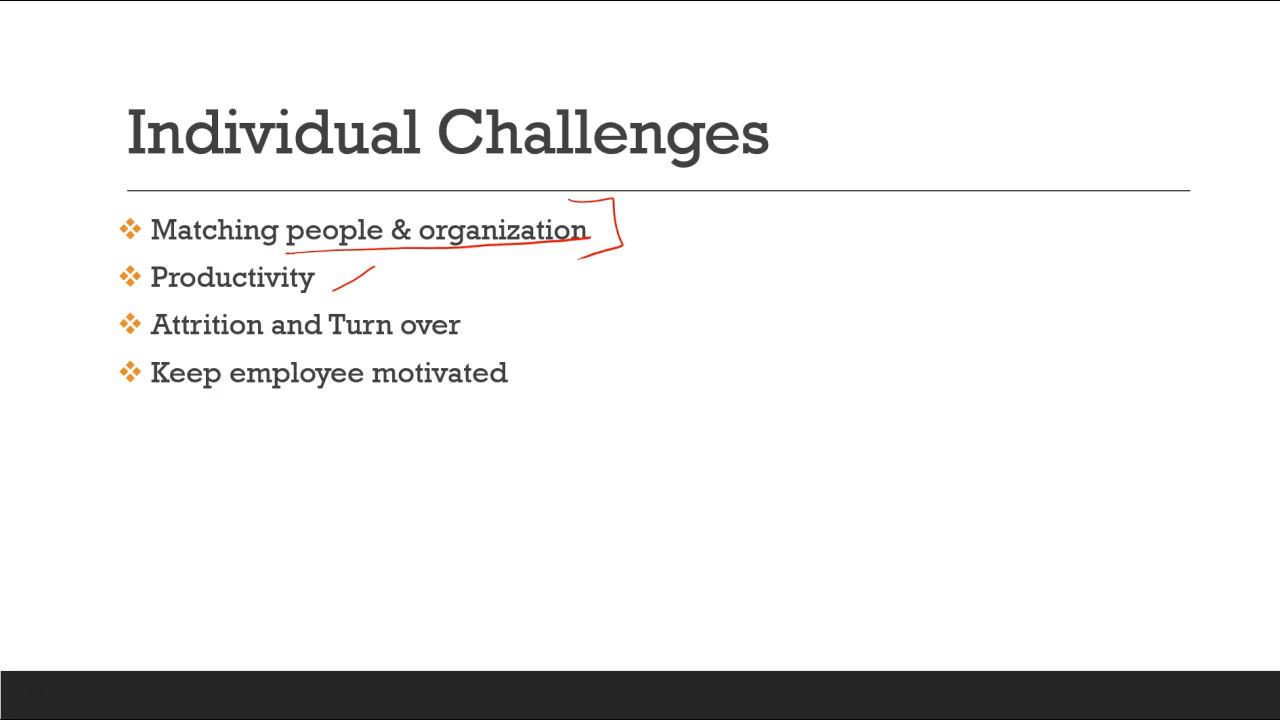 Individual Challenges
Matching people & organization
Productivity
Attrition and Turn over
Keep employee motivated